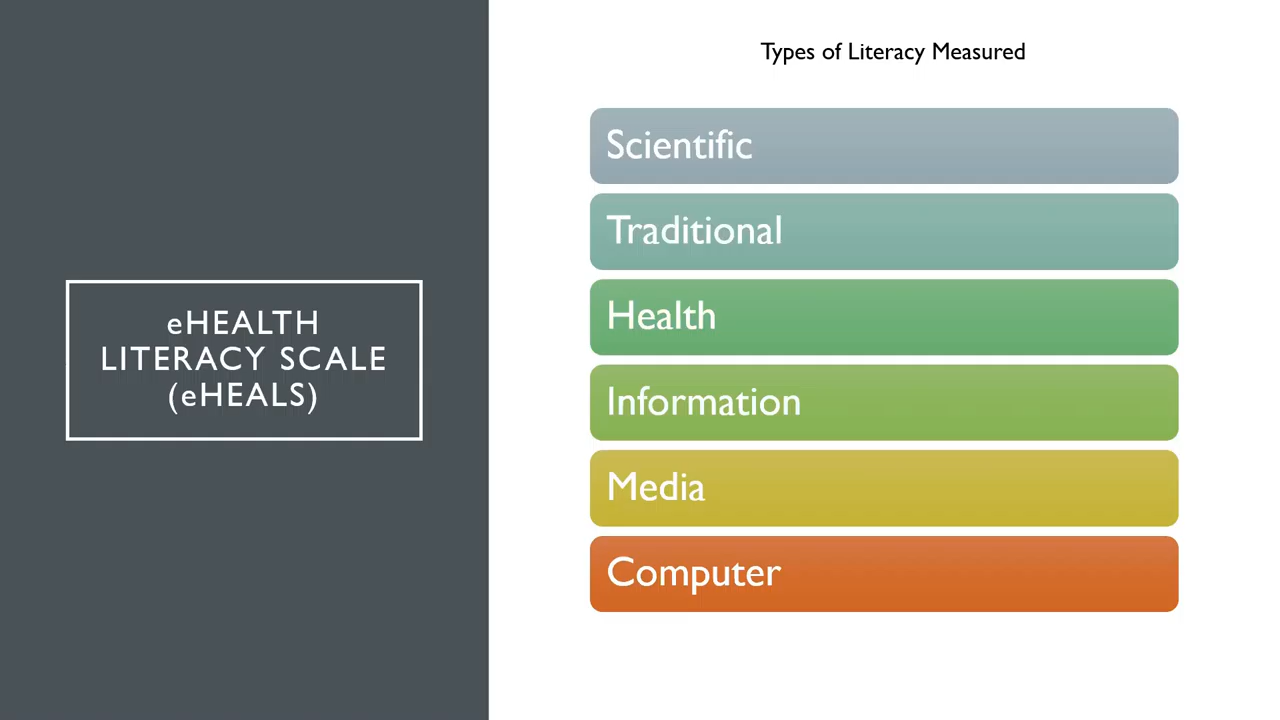 eHEALTH
LITERACY SCALE
(eHEALS)
Types of Literacy Measured
Scientific
Traditional
Health
Information
Media
Computer